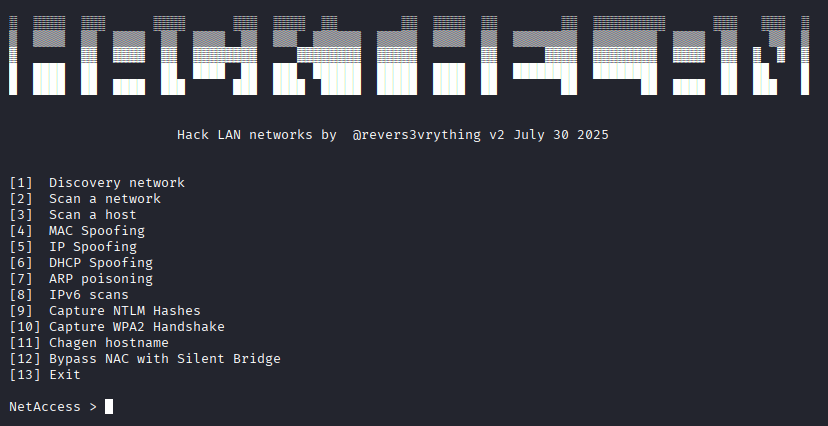 Hack LAN networks by  @revers3vrything v2 July 30 2025
[1]  Discovery network
[2]  Scan a network
[3]  Scan a host
[4]  MAC Spoofing
[5]  IP Spoofing
[6]  DHCP Spoofing
[7]  ARP poisoning
[8]  IPv6 scans
[9]  Capture NTLM Hashes
[10] Capture WPA2 Handshake
[11] Chagen hostname
[12] Bypass NAC with Silent Bridge
[13] Exit
NetAccess >